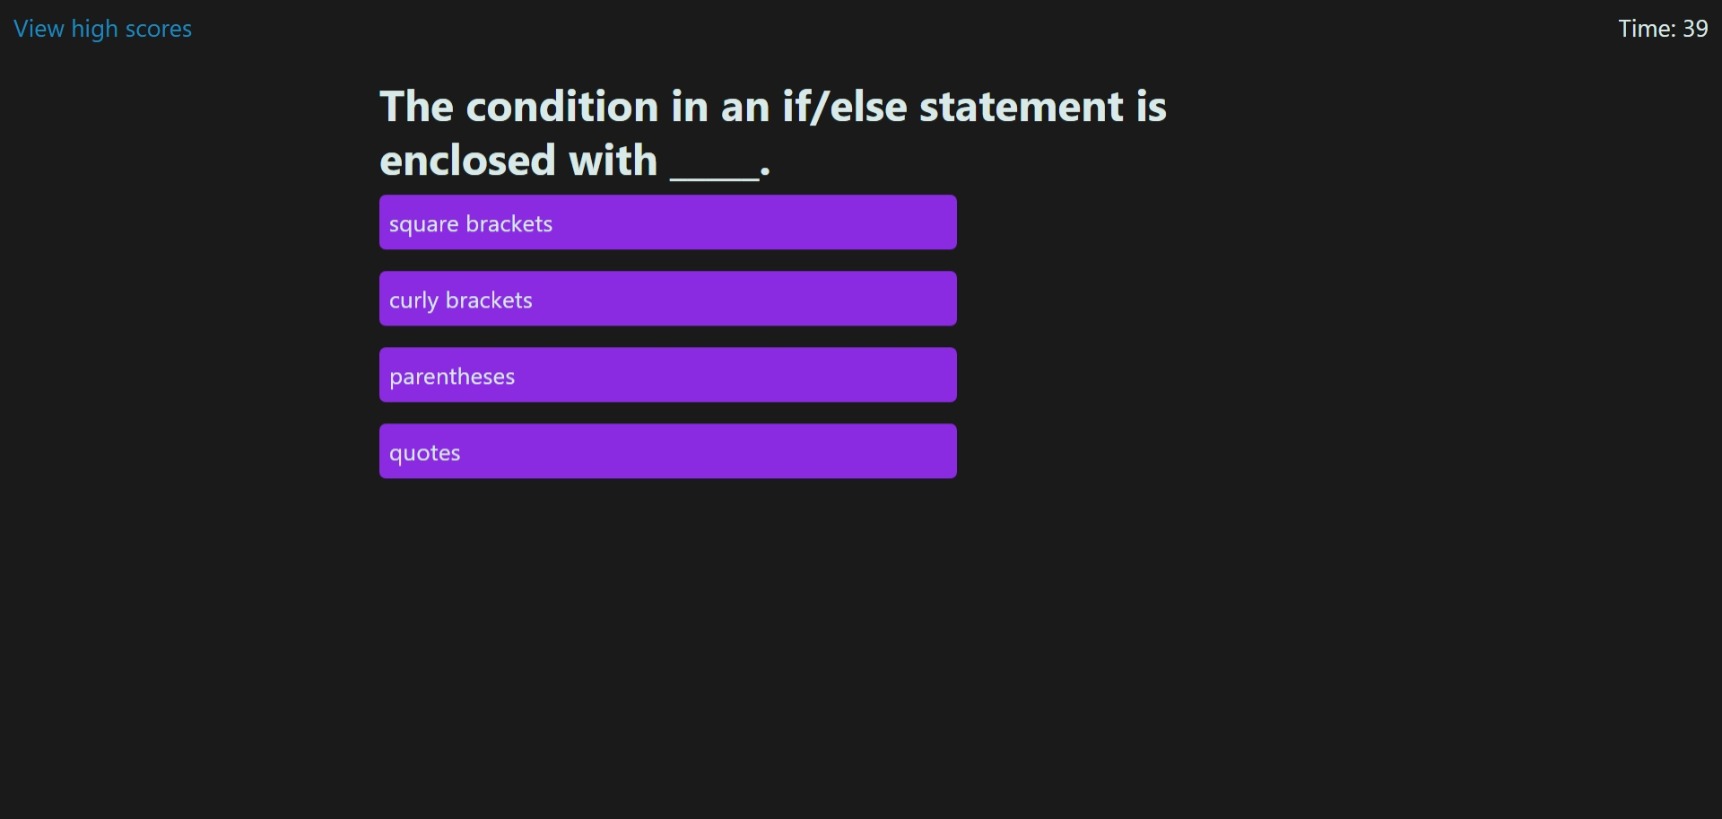 View high scores
Time: 39
The condition in an if/else statement is
enclosed with _____.
square brackets
curly brackets
parentheses
quotes